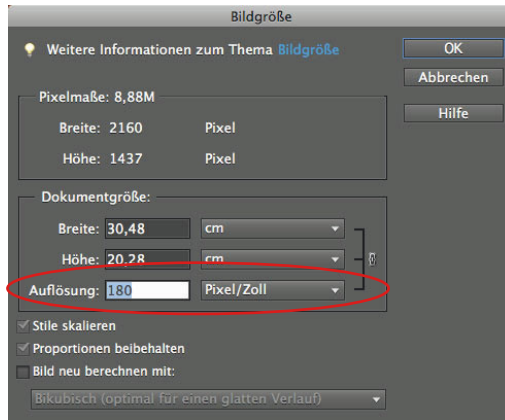 Bildgröße
Weitere Informationen zum Thema Bildgröße
OK
Abbrechen
Hilfe
Pixelmaße: 8,88M
Breite: 2160 Pixel
Höhe: 1437 Pixel
Dokumentgröße:
Breite: 30,48 cm
Höhe: 20,28 cm
Auflösung: 180 Pixel/Zoll
Stile skalieren
Proportionen beibehalten
Bild neu berechnen mit:
Bikubisch (optimal für einen glatten Verlauf)